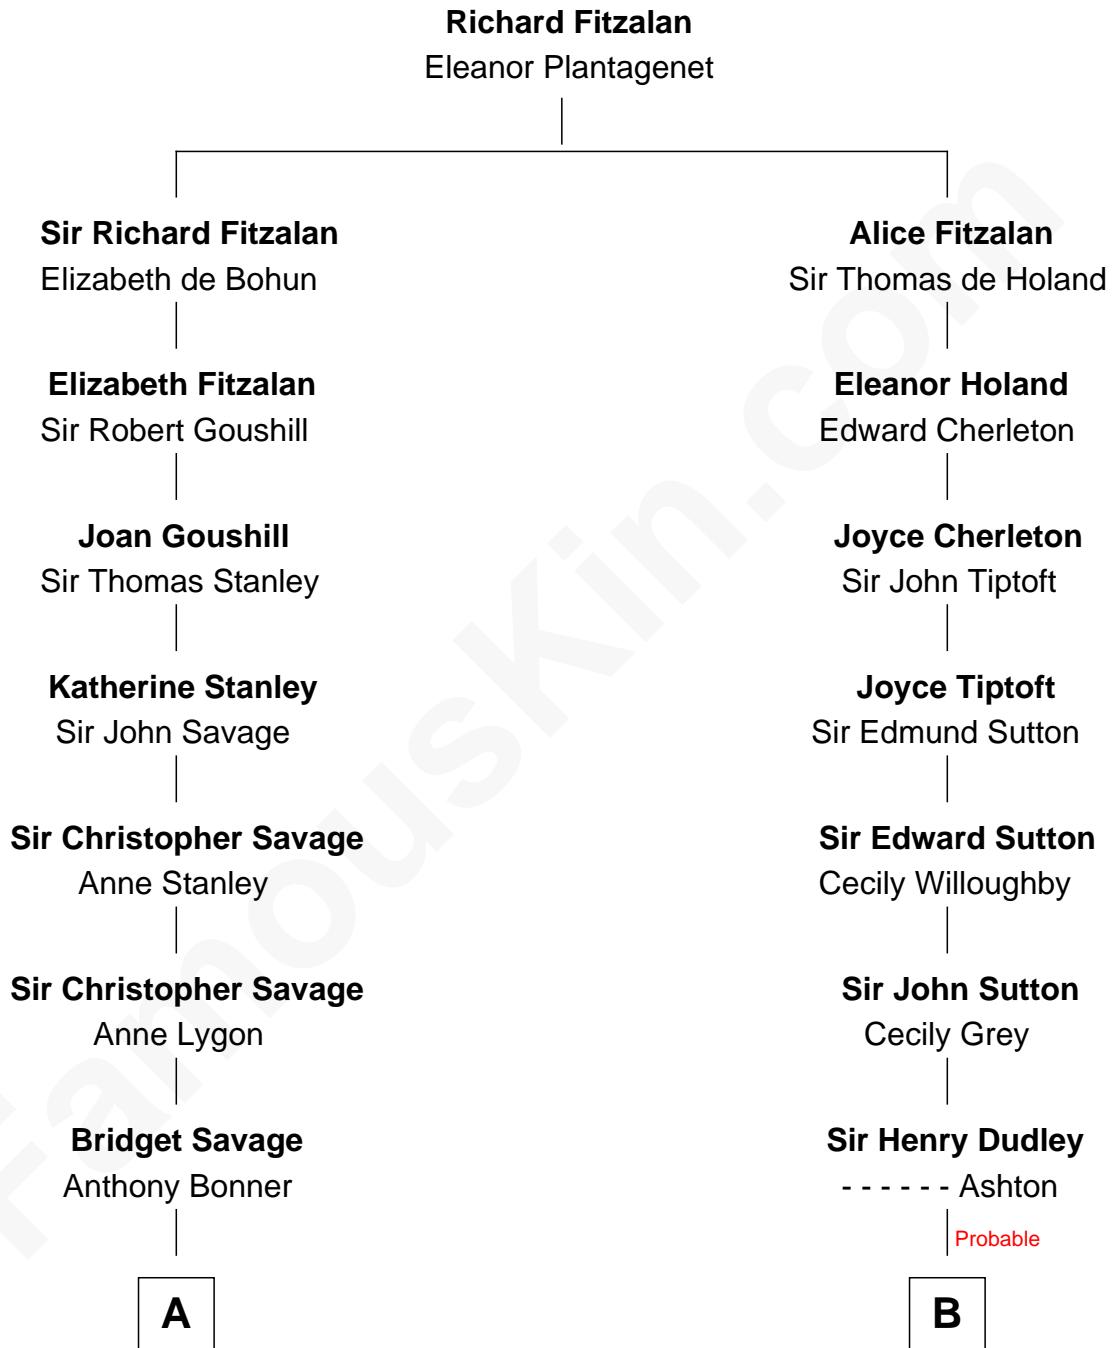 Richard Fitzalan
Eleanor Plantagenet
Sir Richard Fitzalan
Elizabeth de Bohun
Alice Fitzalan
Sir Thomas de Holand
Elizabeth Fitzalan
Sir Robert Goushill
Eleanor Holand
Edward Cherleton
Joan Goushill
Sir Thomas Stanley
Joyce Cherleton
Sir John Tiptoft
Katherine Stanley
Sir John Savage
Joyce Tiptoft
Sir Edmund Sutton
Sir Christopher Savage
Anne Stanley
Sir Edward Sutton
Cecily Willoughby
Sir Christopher Savage
Anne Lygon
Sir John Sutton
Cecily Grey
Bridget Savage
Anthony Bonner
Sir Henry Dudley
- - - - - - Ashton
Probable
A
B
FamousKin.com